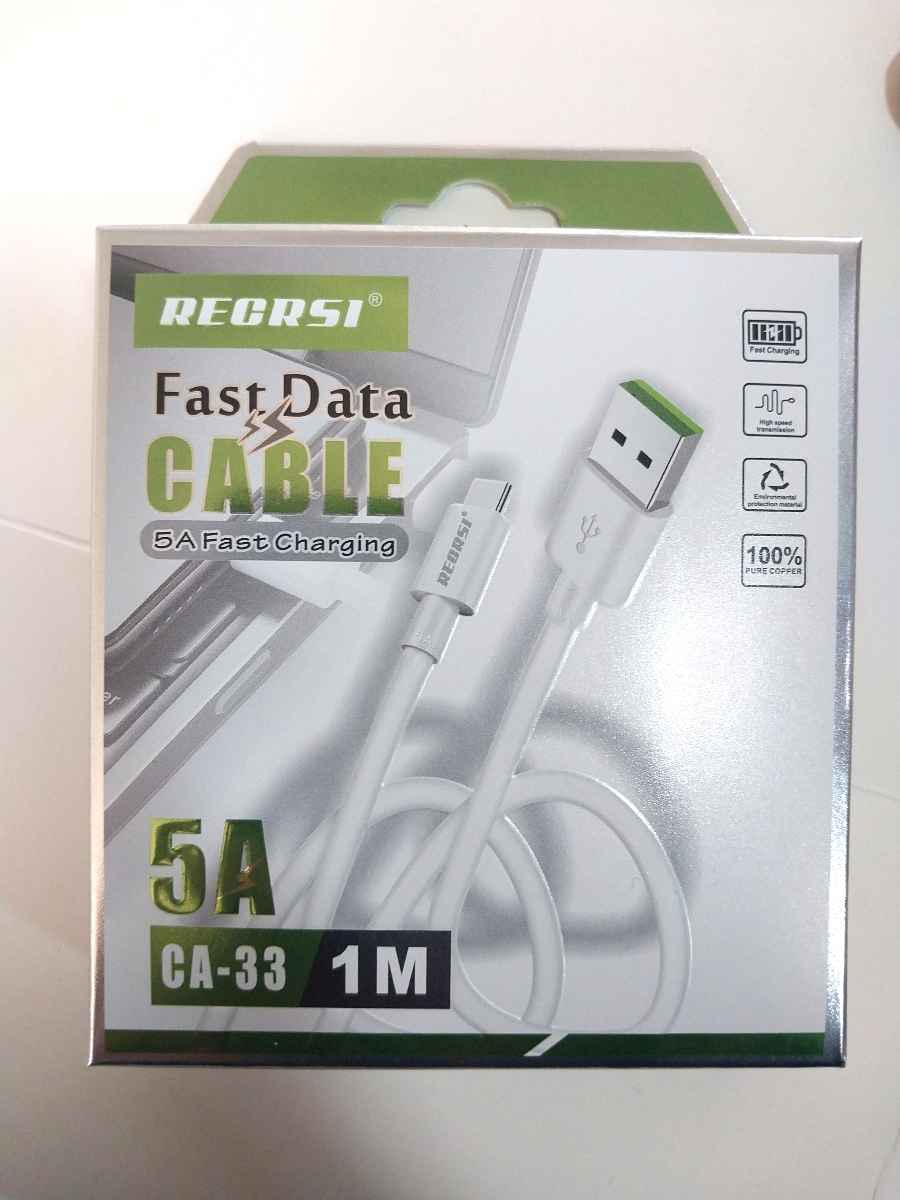 RECRSI®
Fast Data
CABLE
5A Fast Charging
Fast Charging
High speed
transmission
Environmental
protection material
100%
PURE COPPER
RECRSI®
5A
CA-33
1M